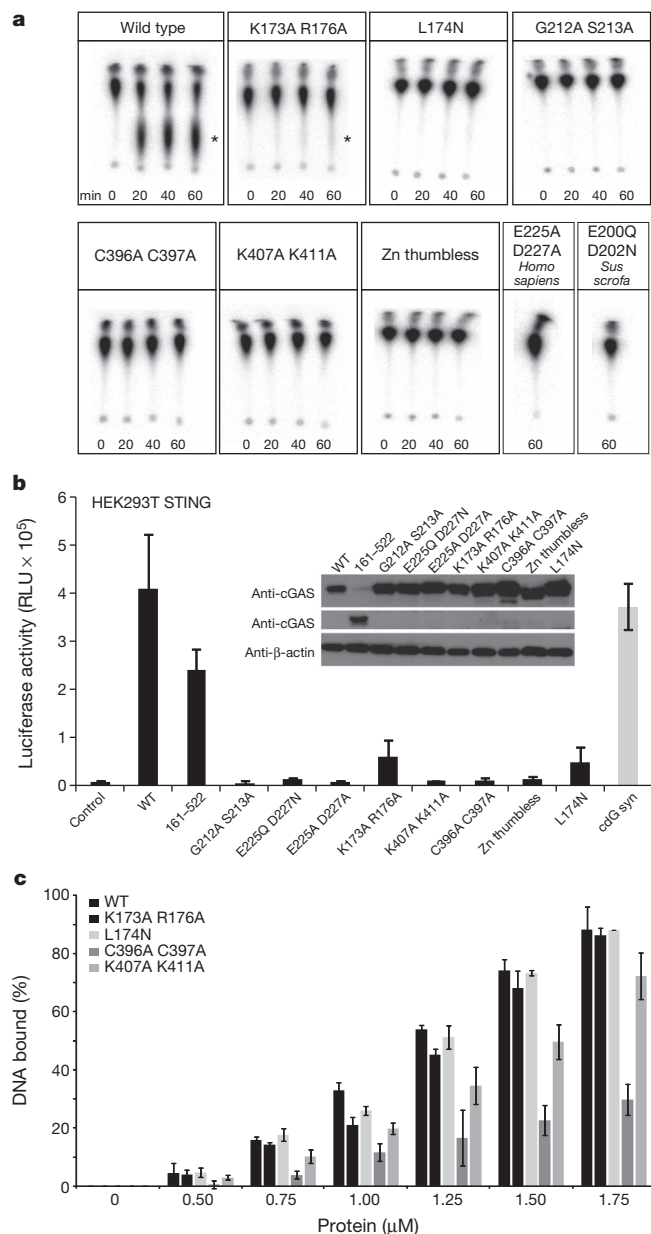 a
Wild type
K173A R176A
L174N
G212A S213A
*
*
min 0 20 40 60
0 20 40 60
0 20 40 60
0 20 40 60
C396A C397A
K407A K411A
Zn thumbless
E225A
D227A
Homo
sapiens
E200Q
D202N
Sus
scrofa
0 20 40 60
0 20 40 60
0 20 40 60
60
60
b
HEK293T STING
Luciferase activity (RLU × 10⁵)
6
5
4
3
2
1
0
WT
161–522
G212A S213A
E225Q D227N
E225A D227A
K173A R176A
K407A K411A
C396A C397A
Zn thumbless
L174N
Anti-cGAS
Anti-cGAS
Anti-β-actin
Control
WT
161–522
G212A S213A
E225Q D227N
E225A D227A
K173A R176A
K407A K411A
C396A C397A
Zn thumbless
L174N
cdG syn
c
DNA bound (%)
100
80
60
40
20
0
WT
K173A R176A
L174N
C396A C397A
K407A K411A
0 0.50 0.75 1.00 1.25 1.50 1.75
Protein (μM)